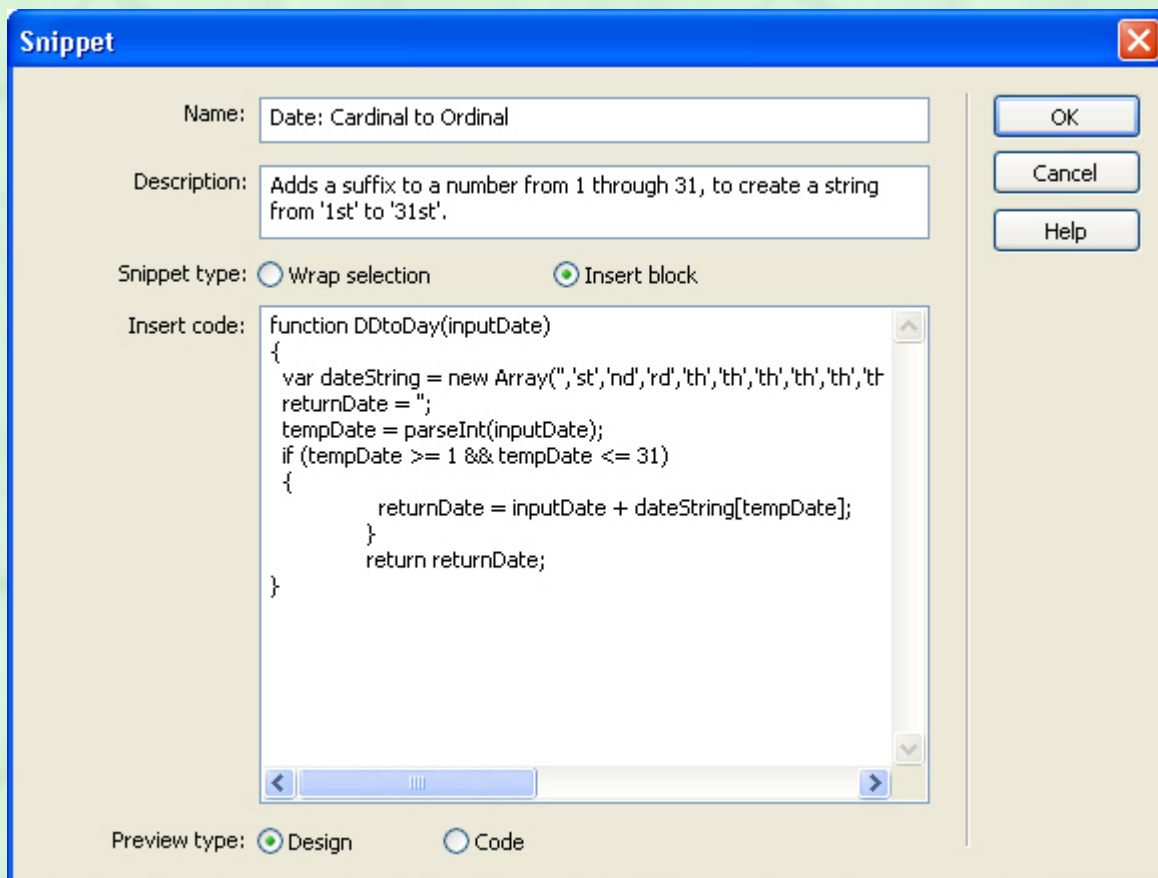 Snippet
Name: Date: Cardinal to Ordinal
OK
Description: Adds a suffix to a number from 1 through 31, to create a string
from '1st' to '31st'.
Cancel
Help
Snippet type: Wrap selection Insert block
Insert code: function DDtoDay(inputDate)
{
var dateString = new Array('','st','nd','rd','th','th','th','th','th','th
returnDate = '';
tempDate = parseInt(inputDate);
if (tempDate >= 1 && tempDate <= 31)
{
returnDate = inputDate + dateString[tempDate];
}
return returnDate;
}
Preview type: Design Code